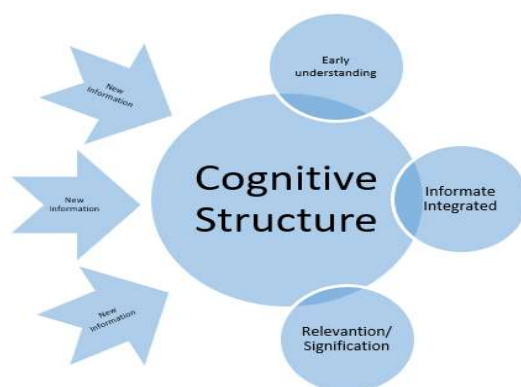 Early
understanding
New
Information
Cognitive
Structure
New
Information
Informate
Integrated
New
Information
Relevantion/
Signification